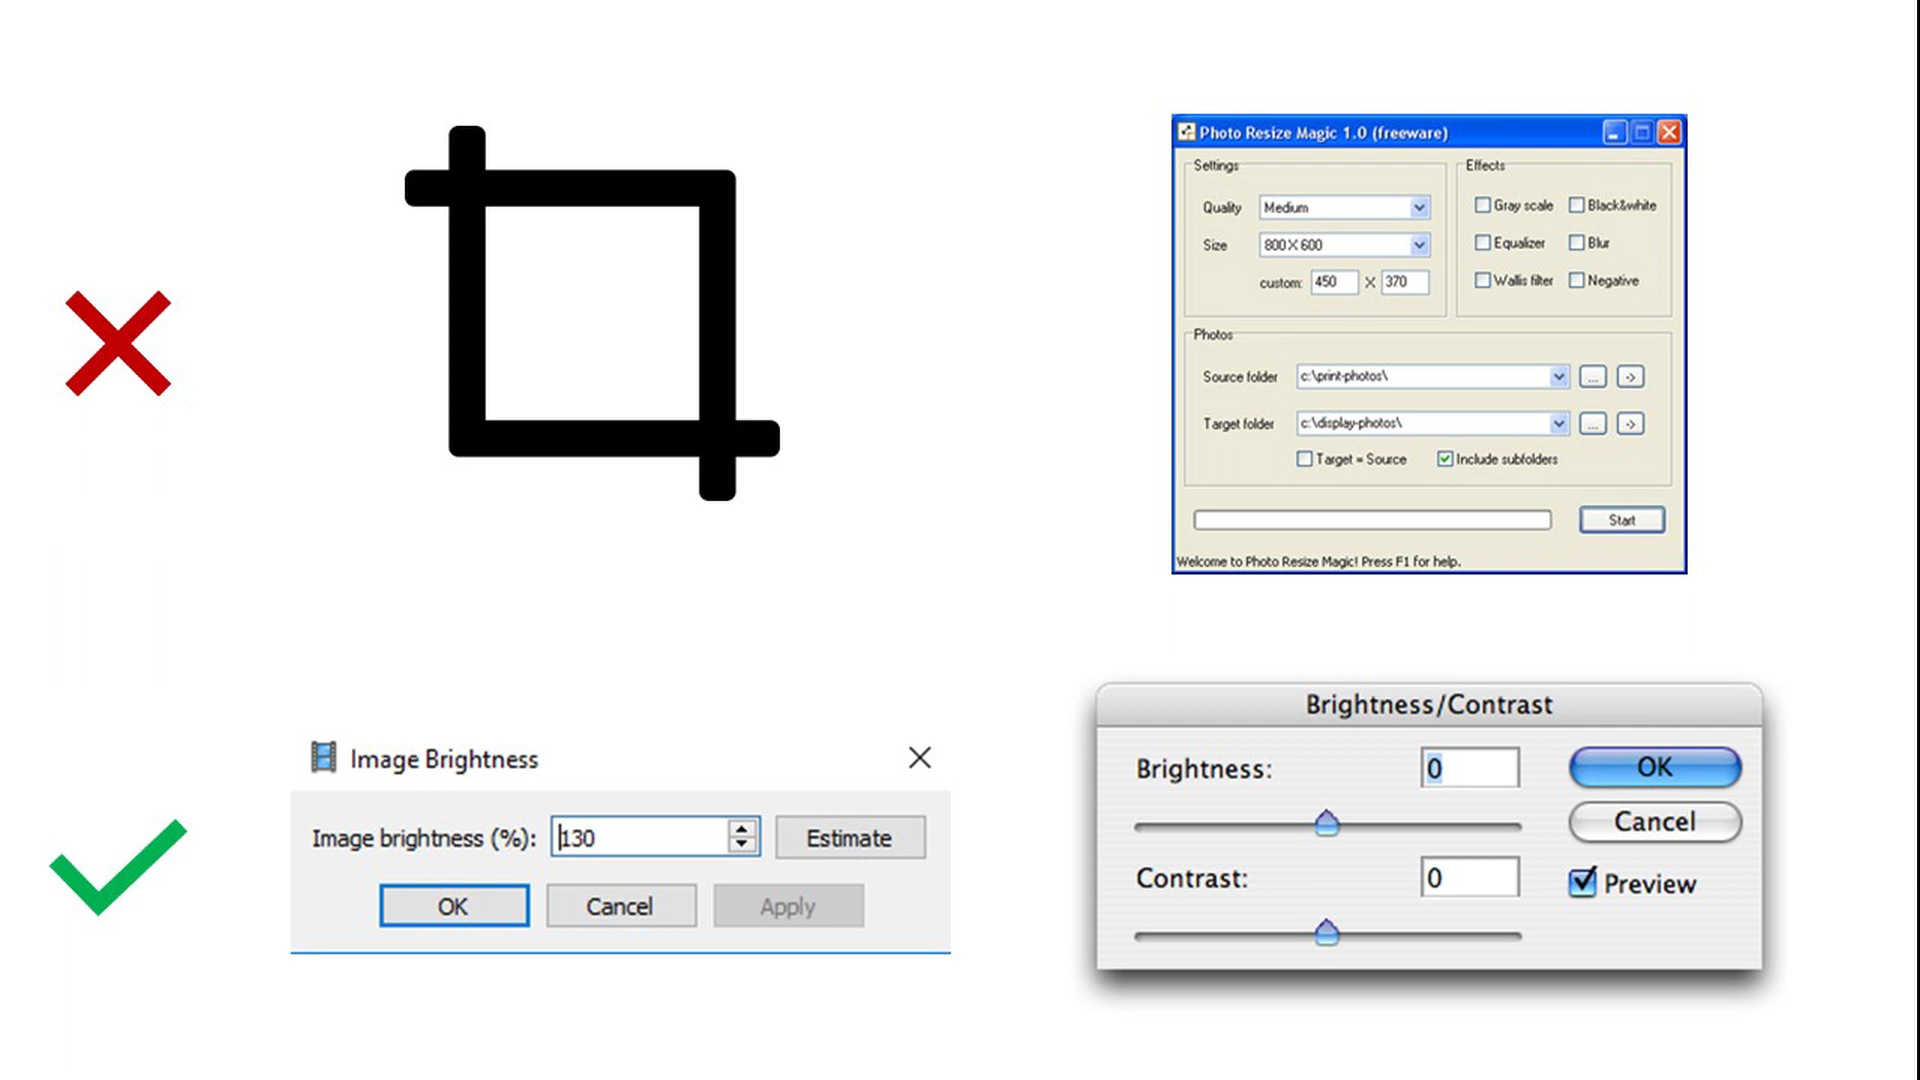 Photo Resize Magic 1.0 (freeware)
Settings
Effects
Quality Medium
Gray scale Black&white
Size 800 X 600
Equalizer Blur
custom: 450 X 370
Wallis filter Negative
Photos
Source folder c:\print-photos\ ... ->
Target folder c:\display-photos\ ... ->
Target = Source Include subfolders
Start
Welcome to Photo Resize Magic! Press F1 for help.
Image Brightness
Image brightness (%): 130 Estimate
OK Cancel Apply
Brightness/Contrast
Brightness: 0 OK
Cancel
Contrast: 0
Preview